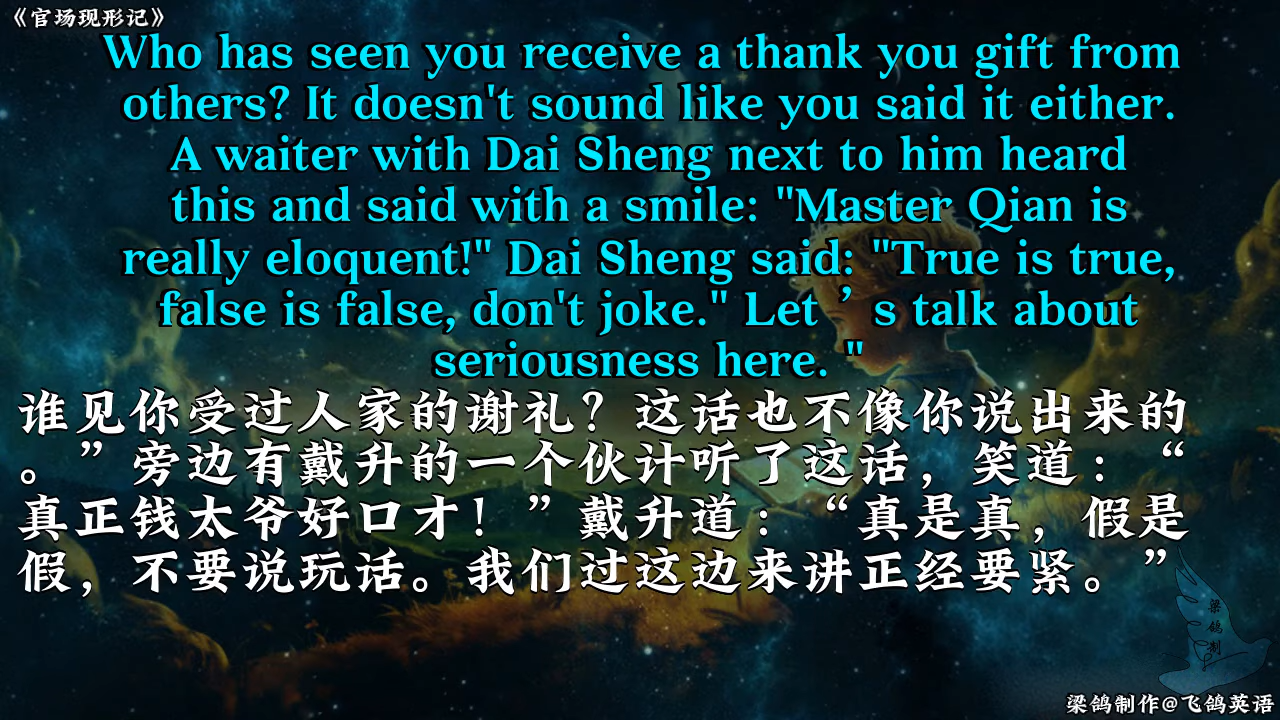 《官场现形记》
Who has seen you receive a thank you gift from
others? It doesn't sound like you said it either.
A waiter with Dai Sheng next to him heard
this and said with a smile: "Master Qian is
really eloquent!" Dai Sheng said: "True is true,
false is false, don't joke." Let ’ s talk about
seriousness here. "
谁见你受过人家的谢礼？这话也不像你说出来的
。”旁边有戴升的一个伙计听了这话，笑道：“
真正钱太爷好口才！”戴升道：“真是真，假是
假，不要说玩话。我们过这边来讲正经要紧。”
梁鸽制
梁鸽制作@飞鸽英语